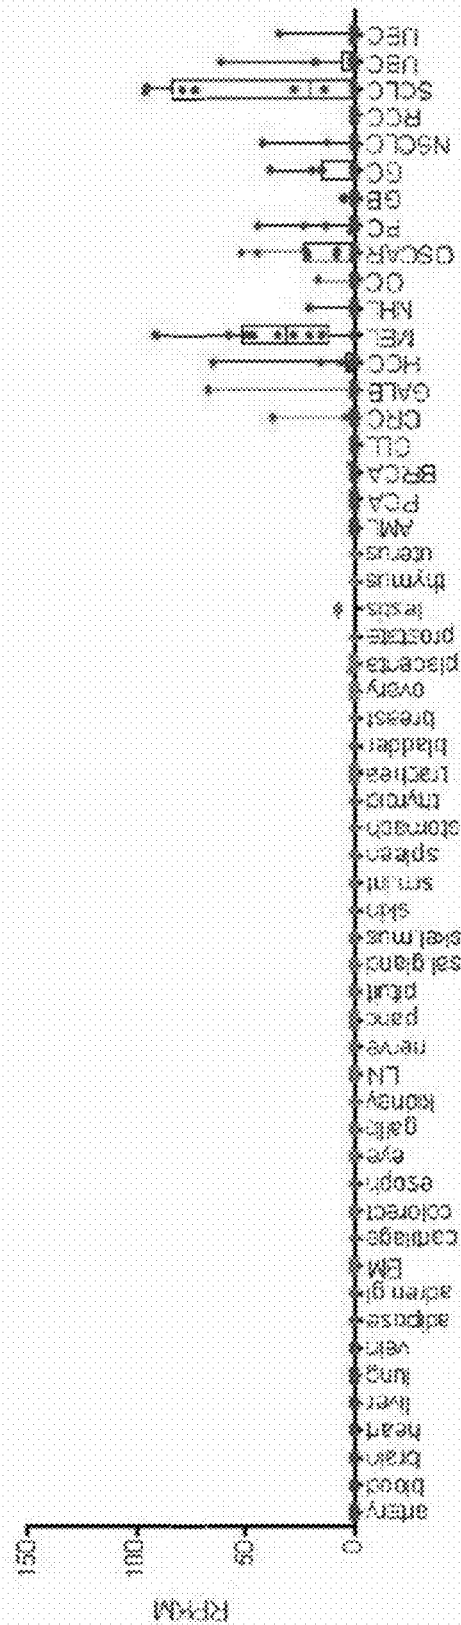 RPKM
150
100
50
0
artery
blood
brain
heart
liver
lung
vein
adipose
adren gl
BM
cartilage
colorect
esoph
eye
gallb
kidney
LN
nerve
panc
pituit
sal gland
skel mus
skin
sm int
spleen
stomach
thyroid
trachea
bladder
breast
ovary
placenta
prostate
testis
thymus
uterus
AML
PCA
BRCA
CLL
CRC
GALB
HCC
MEL
NHL
OC
OSCAR
PC
GB
GC
NSCLC
RCC
SCLC
UBC
UEC